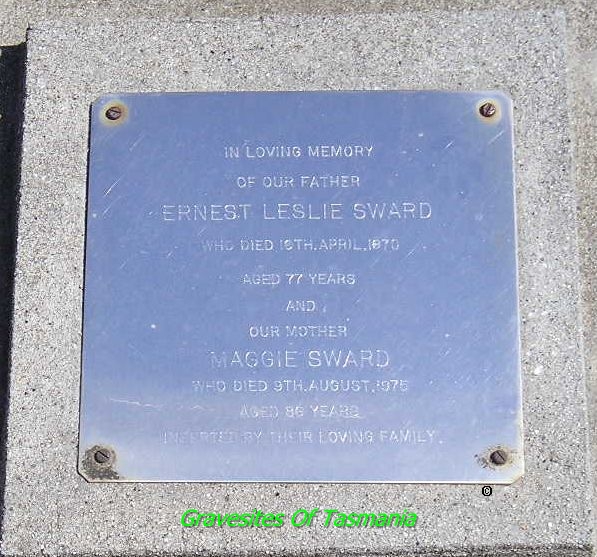 IN LOVING MEMORY
OF OUR FATHER
ERNEST LESLIE SWARD
WHO DIED 16TH.APRIL.1970
AGED 77 YEARS
AND
OUR MOTHER
MAGGIE SWARD
WHO DIED 9TH.AUGUST.1975
AGED 86 YEARS
INSERTED BY THEIR LOVING FAMILY.
©
Gravesites Of Tasmania